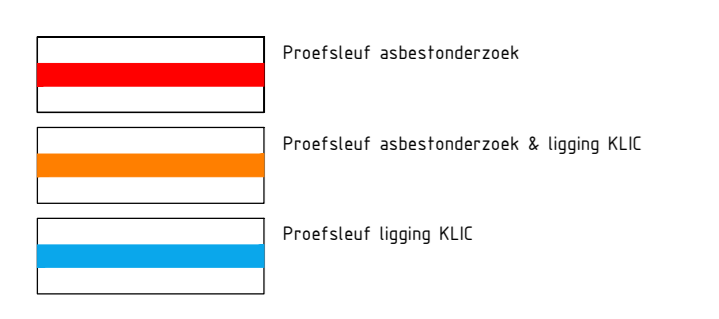 Proefsleuf asbestonderzoek
Proefsleuf asbestonderzoek & ligging KLIC
Proefsleuf ligging KLIC